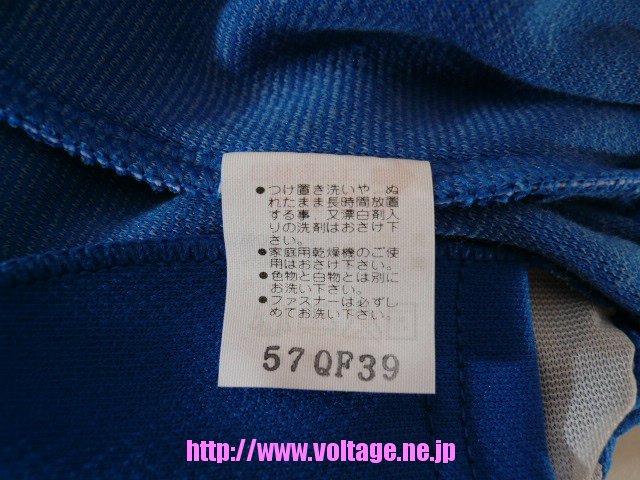 ●つけ置き洗いや、ぬ
れたまま長時間放置
する事 又漂白剤入
りの洗剤はおさけ下
さい。
●家庭用乾燥機のご使
用はおさけ下さい。
●色物と白物とは別に
お洗い下さい。
●ファスナーは必ずし
めてお洗い下さい。
57QF39
http://www.voltage.ne.jp